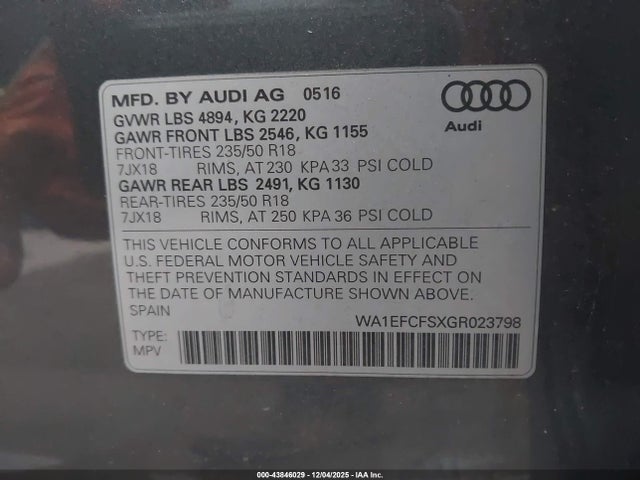 MFD. BY AUDI AG 0516
GVWR LBS 4894, KG 2220
GAWR FRONT LBS 2546, KG 1155
FRONT-TIRES 235/50 R18
7JX18 RIMS, AT 230 KPA 33 PSI COLD
GAWR REAR LBS 2491, KG 1130
REAR-TIRES 235/50 R18
7JX18 RIMS, AT 250 KPA 36 PSI COLD
Audi
THIS VEHICLE CONFORMS TO ALL APPLICABLE
U.S. FEDERAL MOTOR VEHICLE SAFETY AND
THEFT PREVENTION STANDARDS IN EFFECT ON
THE DATE OF MANUFACTURE SHOWN ABOVE.
SPAIN
WA1EFCFSXGR023798
TYPE:
MPV
000-43846029 - 12/04/2025 - IAA Inc.